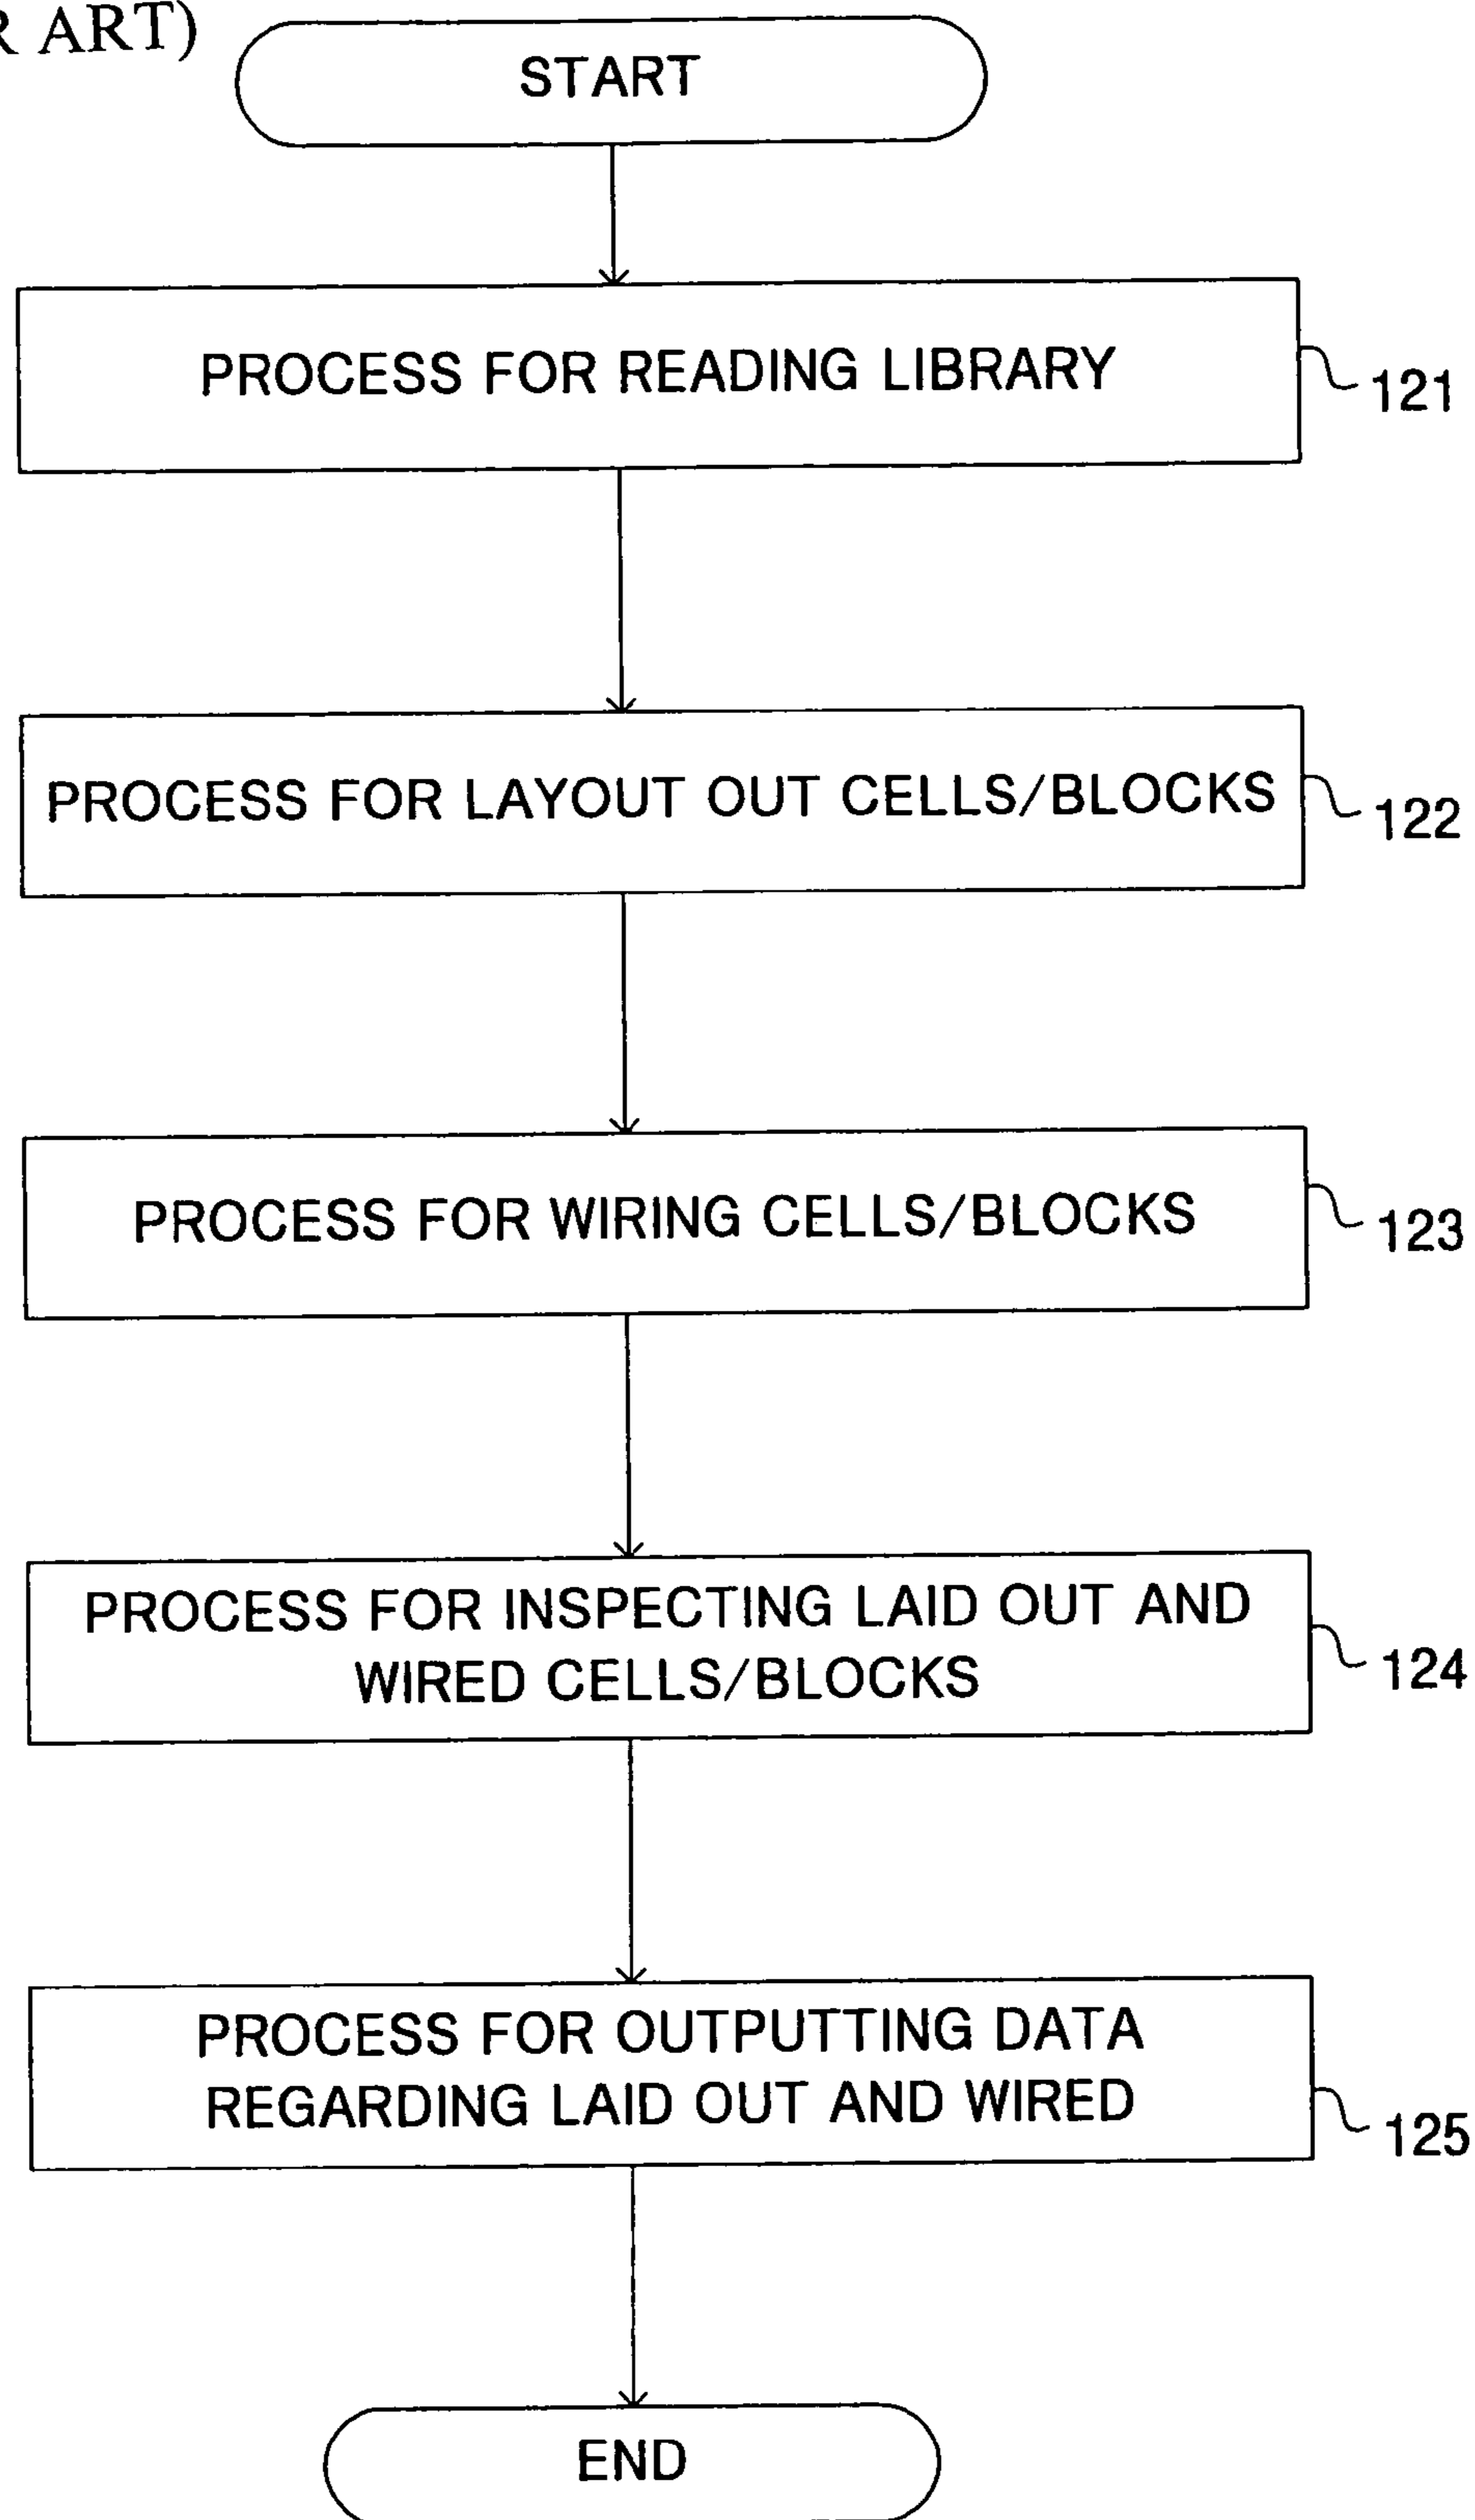 ART)
START
PROCESS FOR READING LIBRARY
121
PROCESS FOR LAYOUT OUT CELLS/BLOCKS
122
PROCESS FOR WIRING CELLS/BLOCKS
123
PROCESS FOR INSPECTING LAID OUT AND
WIRED CELLS/BLOCKS
124
PROCESS FOR OUTPUTTING DATA
REGARDING LAID OUT AND WIRED
125
END